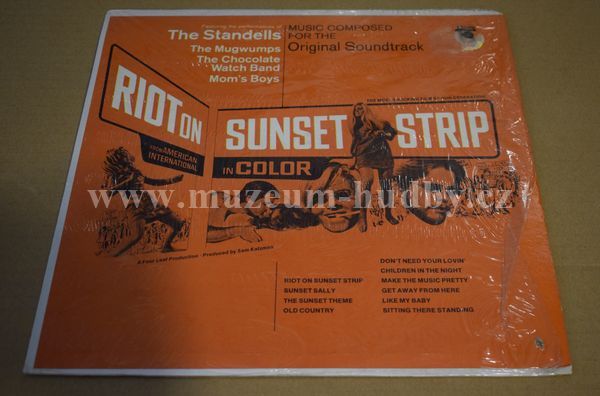 Featuring the performances of
The Standells
The Mugwumps
The Chocolate
Watch Band
Mom's Boys
MUSIC COMPOSED
FOR THE
Original Soundtrack
RIOT ON
FROM AMERICAN
INTERNATIONAL
SUNSET STRIP
IN COLOR
www.muzeum-hudby.cz
A Four Leaf Production · Produced by Sam Katzman
RIOT ON SUNSET STRIP
SUNSET SALLY
THE SUNSET THEME
OLD COUNTRY
DON'T NEED YOUR LOVIN'
CHILDREN IN THE NIGHT
MAKE THE MUSIC PRETTY
GET AWAY FROM HERE
LIKE MY BABY
SITTING THERE STANDING